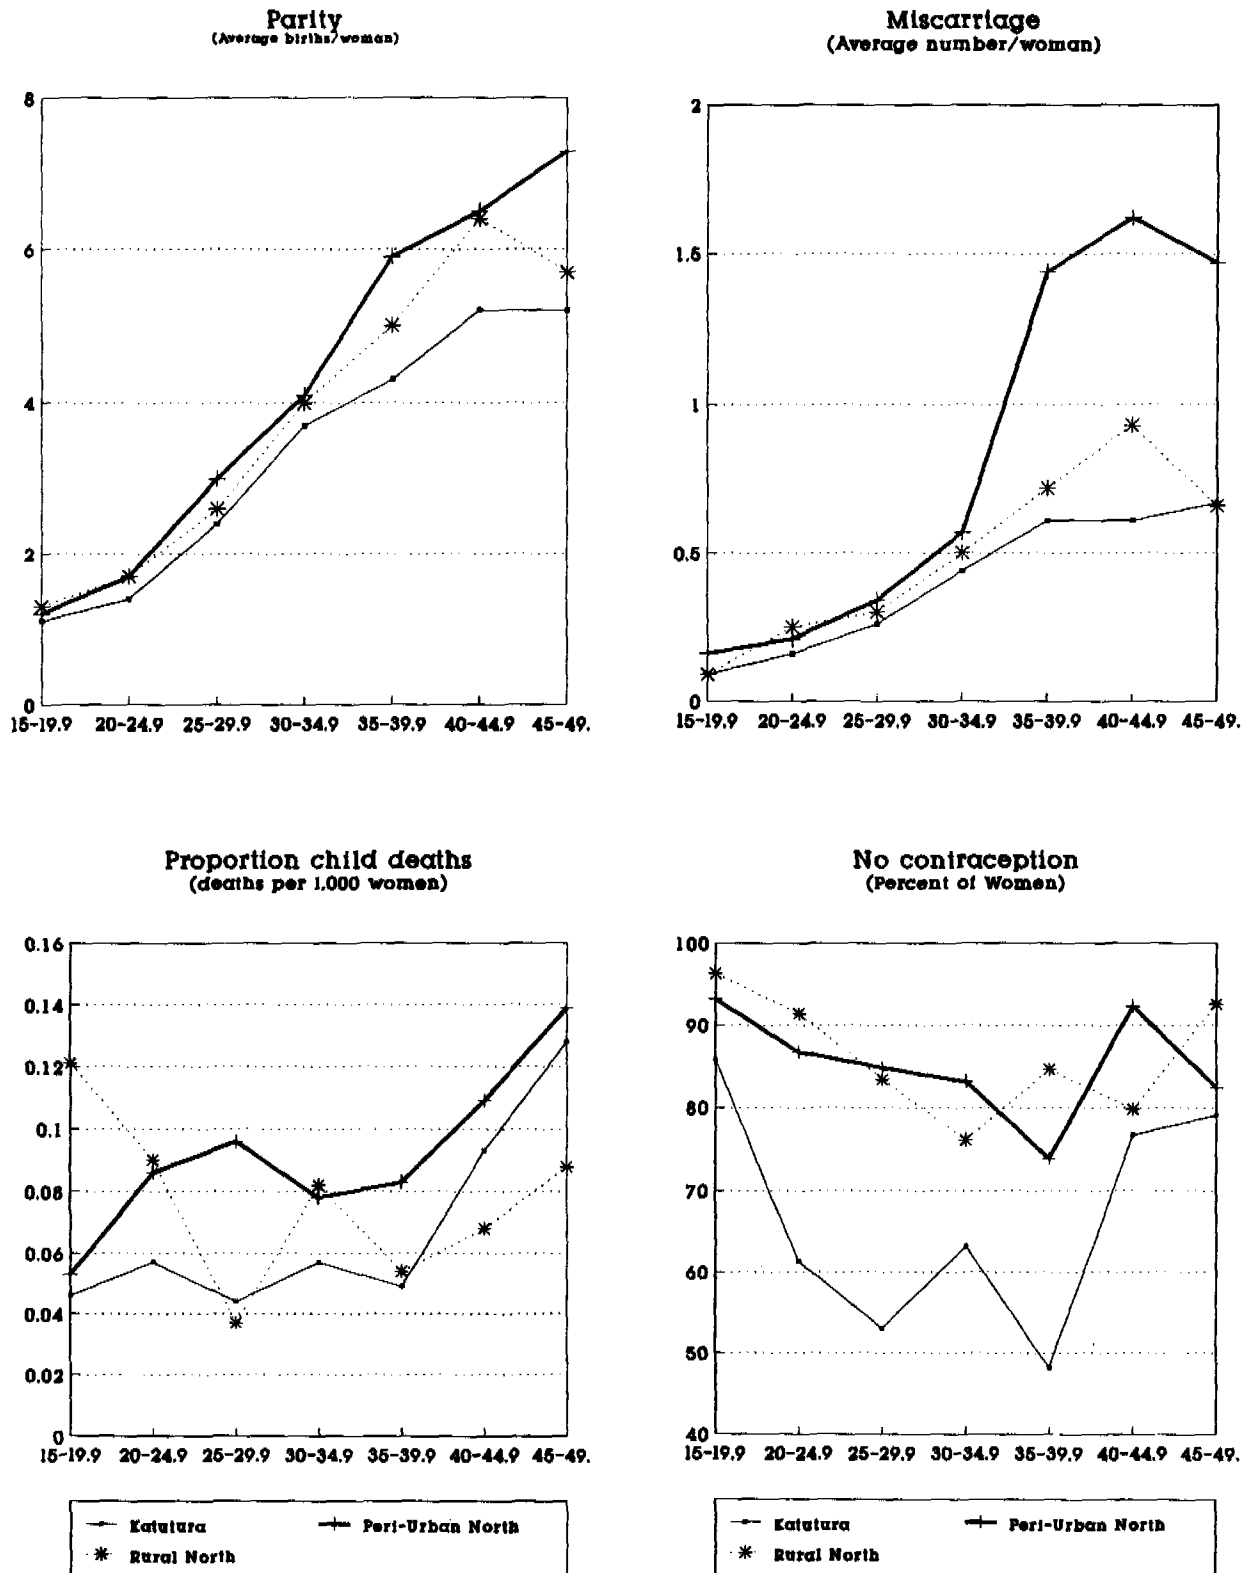 Parity
(Average births/woman)
8
6
4
2
0
15-19.9 20-24.9 25-29.9 30-34.9 35-39.9 40-44.9 45-49.
Miscarriage
(Average number/woman)
2
1.5
1
0.5
0
15-19.9 20-24.9 25-29.9 30-34.9 35-39.9 40-44.9 45-49.
Proportion child deaths
(deaths per 1,000 women)
0.16
0.14
0.12
0.1
0.08
0.06
0.04
0.02
0
15-19.9 20-24.9 25-29.9 30-34.9 35-39.9 40-44.9 45-49.
Katutura Peri-Urban North
Rural North
No contraception
(Percent of Women)
100
90
80
70
60
50
40
15-19.9 20-24.9 25-29.9 30-34.9 35-39.9 40-44.9 45-49.
Katutura Peri-Urban North
Rural North